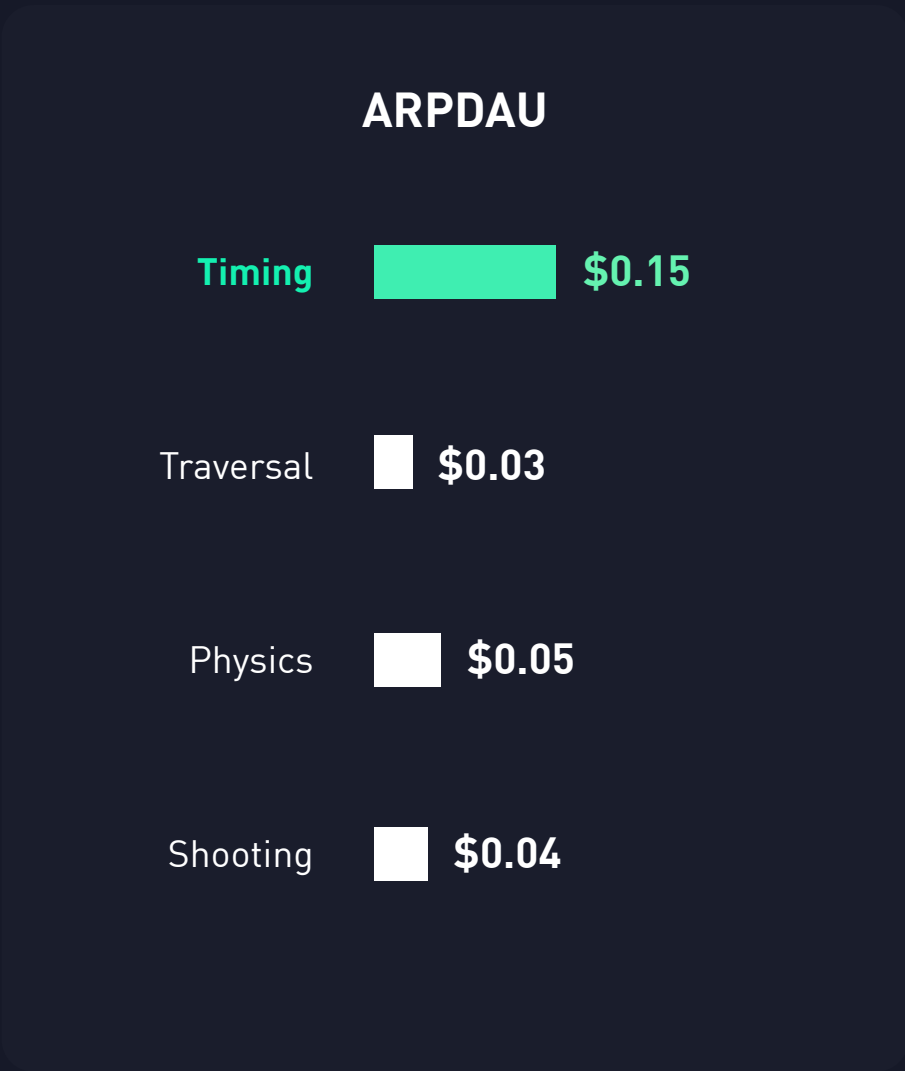 ARPDAU
Timing $0.15
Traversal $0.03
Physics $0.05
Shooting $0.04